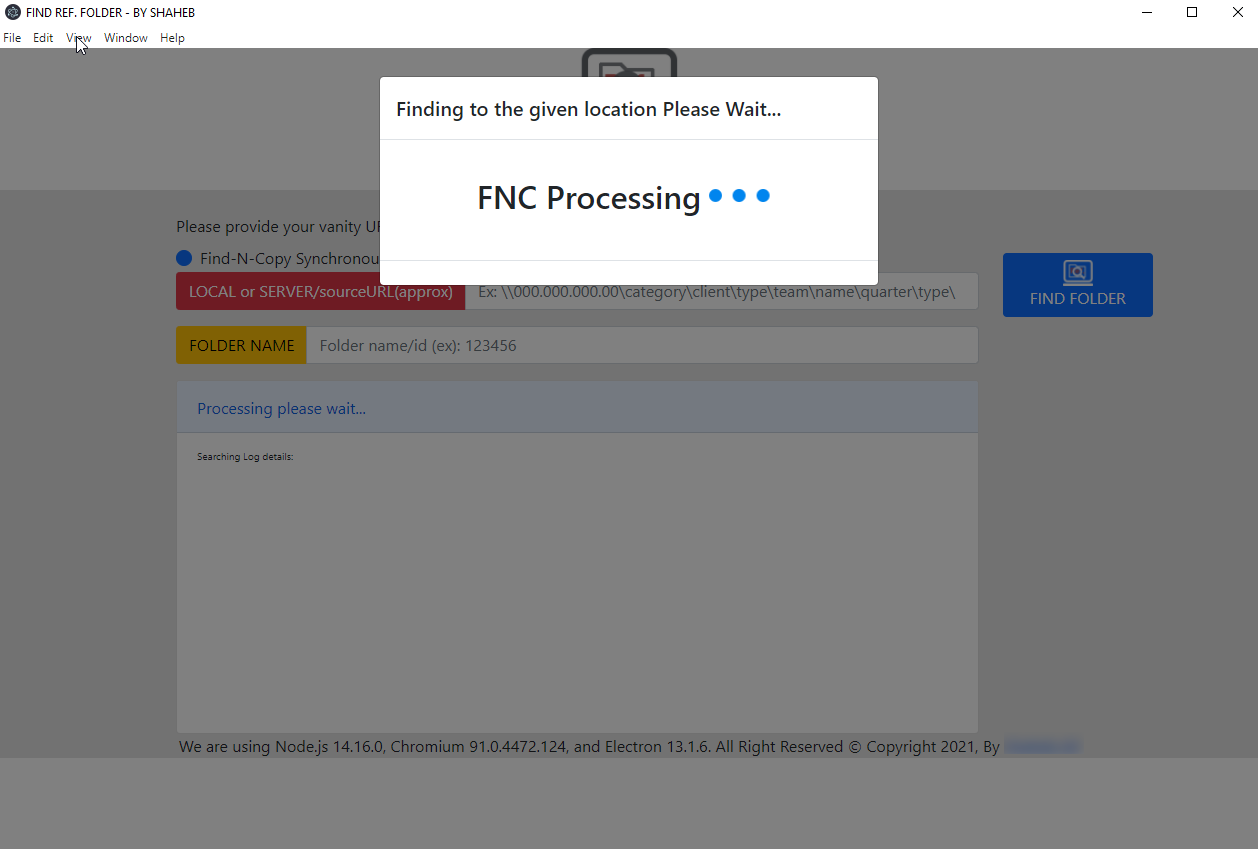 FIND REF. FOLDER - BY SHAHEB
File Edit View Window Help
Finding to the given location Please Wait...
FNC Processing
Please provide your vanity
Find-N-Copy Synchronou
LOCAL or SERVER/sourceURL(approx) Ex: \\000.000.000.00\category\client\type\team\name\quarter\type\
FIND FOLDER
FOLDER NAME Folder name/id (ex): 123456
Processing please wait...
Searching Log details:
We are using Node.js 14.16.0, Chromium 91.0.4472.124, and Electron 13.1.6. All Right Reserved © Copyright 2021, By